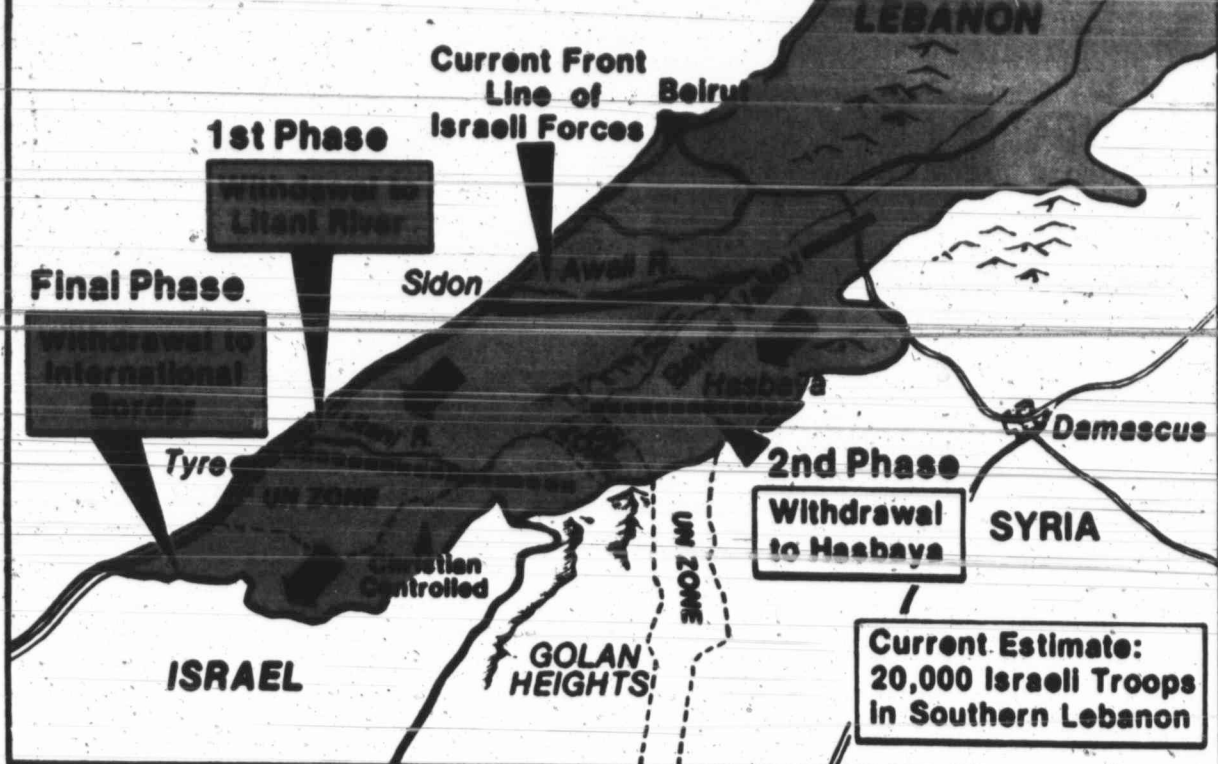 LEBANON
Current Front
Line of
Israeli Forces
Beirut
1st Phase
Withdrawal to
Litani River
Final Phase
Withdrawal to
International
Border
Sidon
Awali R.
Bekaa Valley
Hasbaya
Tyre
UN ZONE
Christian
Controlled
Damascus
2nd Phase
Withdrawal
to Hasbaya
SYRIA
UN ZONE
GOLAN
HEIGHTS
ISRAEL
Current Estimate:
20,000 Israeli Troops
in Southern Lebanon